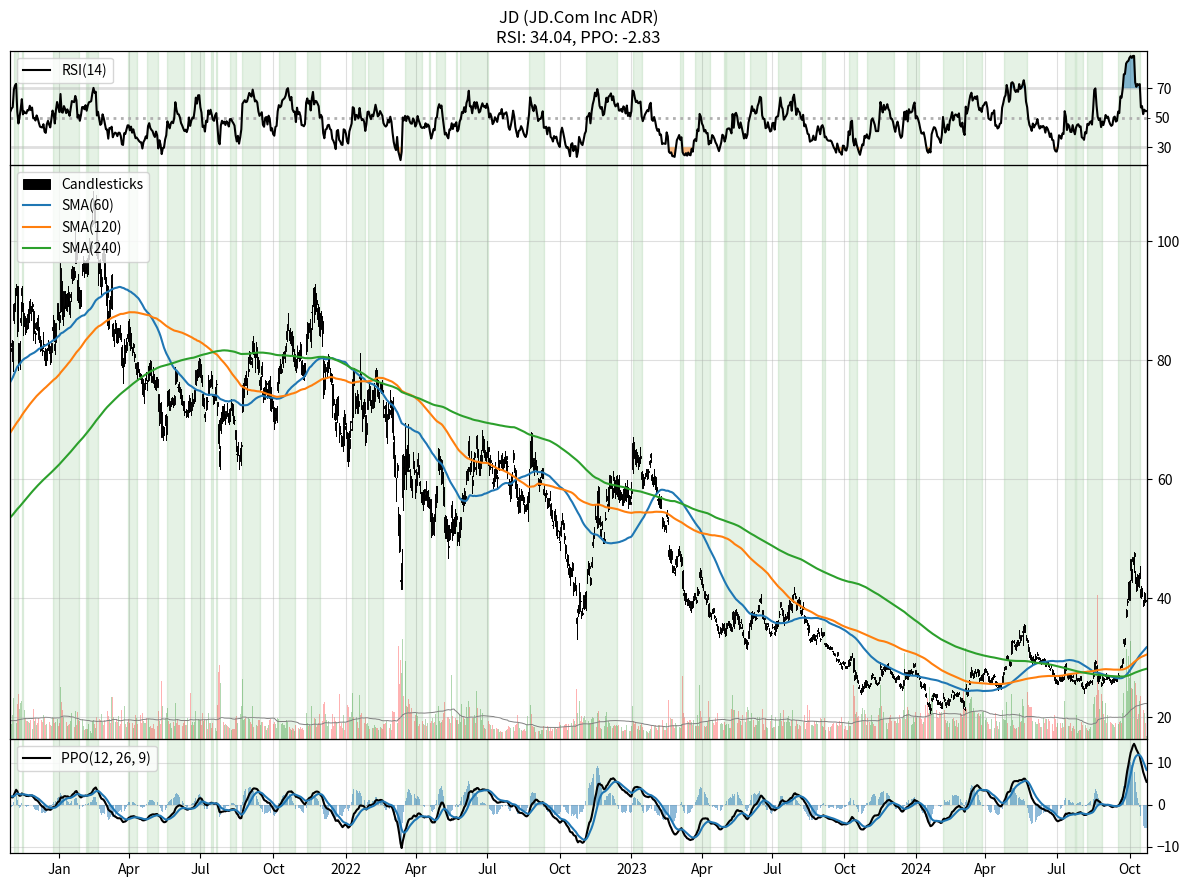 JD (JD.Com Inc ADR)
RSI: 34.04, PPO: -2.83
RSI(14)
70
50
30
Candlesticks
SMA(60)
SMA(120)
SMA(240)
100
80
60
40
20
PPO(12, 26, 9)
10
0
−10
Jan Apr Jul Oct 2022 Apr Jul Oct 2023 Apr Jul Oct 2024 Apr Jul Oct